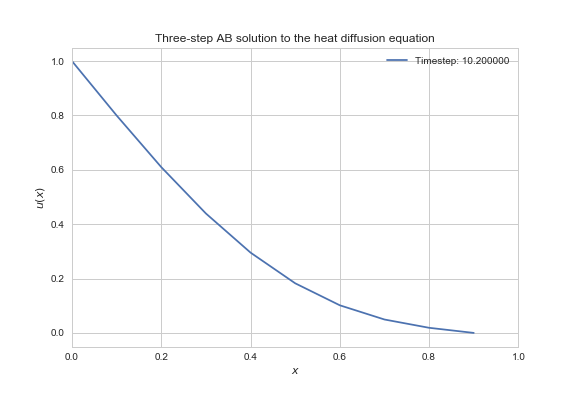 Three-step AB solution to the heat diffusion equation
Timestep: 10.200000
u(x)
1.0
0.8
0.6
0.4
0.2
0.0
0.0 0.2 0.4 0.6 0.8 1.0
x